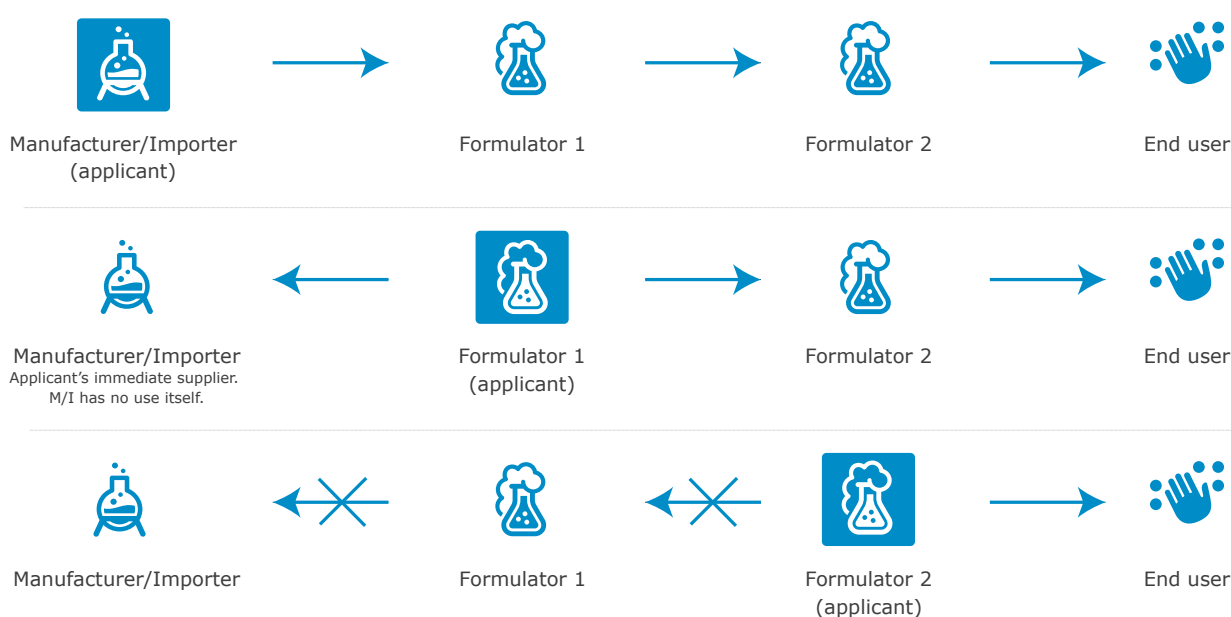 Manufacturer/Importer
(applicant)
Formulator 1
Formulator 2
End user
Manufacturer/Importer
Applicant’s immediate supplier.
M/I has no use itself.
Formulator 1
(applicant)
Formulator 2
End user
Manufacturer/Importer
Formulator 1
Formulator 2
(applicant)
End user